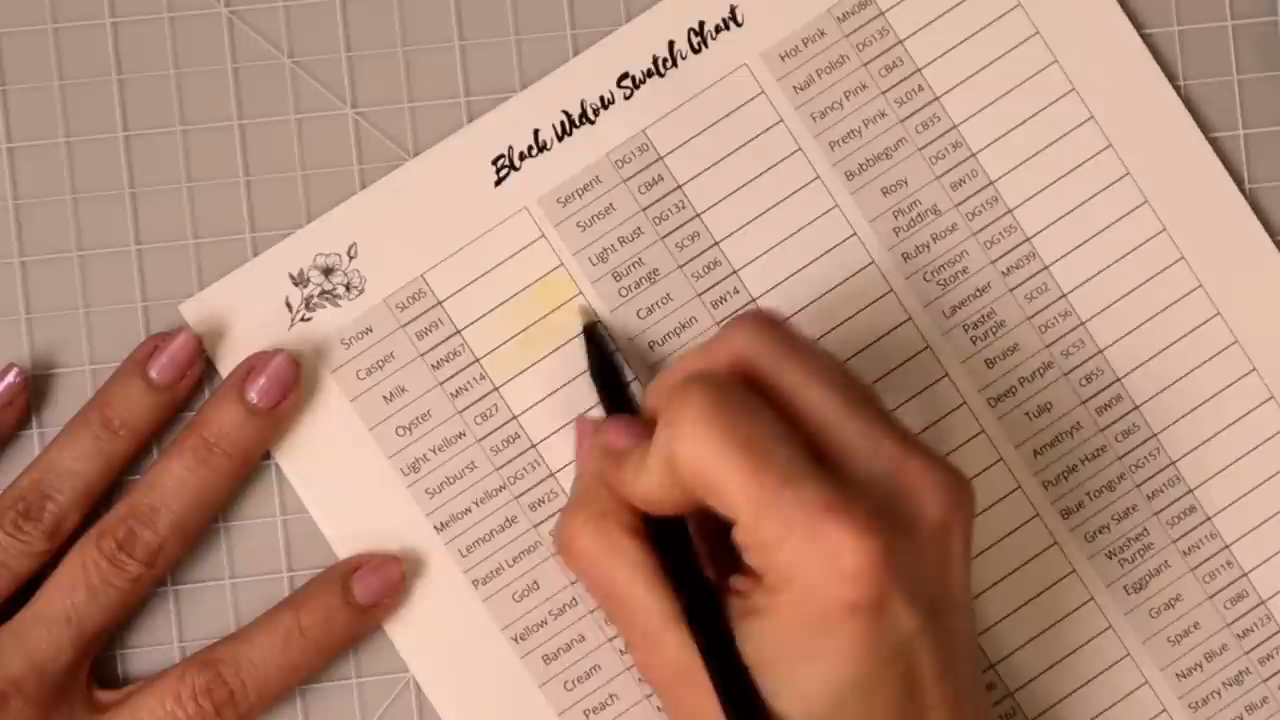 Black Widow Swatch Chart
Snow SL005
Casper BW91
Milk MN067
Oyster MN114
Light Yellow CB27
Sunburst SL004
Mellow Yellow DG131
Lemonade BW25
Pastel Lemon
Gold
Yellow Sand
Banana
Cream
Peach
Serpent DG130
Sunset CB44
Light Rust DG132
Burnt
Orange SC99
Carrot SL006
Pumpkin BW14
Hot Pink MN086
Nail Polish DG135
Fancy Pink CB43
Pretty Pink SL014
Bubblegum CB35
Rosy DG136
Plum
Pudding BW10
Ruby Rose DG159
Crimson
Stone DG155
Lavender MN039
Pastel
Purple SC02
Bruise DG156
Deep Purple SC53
Tulip CB55
Amethyst BW08
Purple Haze CB65
Blue Tongue DG157
Grey Slate MN103
Washed
Purple SD008
Eggplant MN116
Grape CB118
Space CB80
Navy Blue MN123
Starry Night
Blue